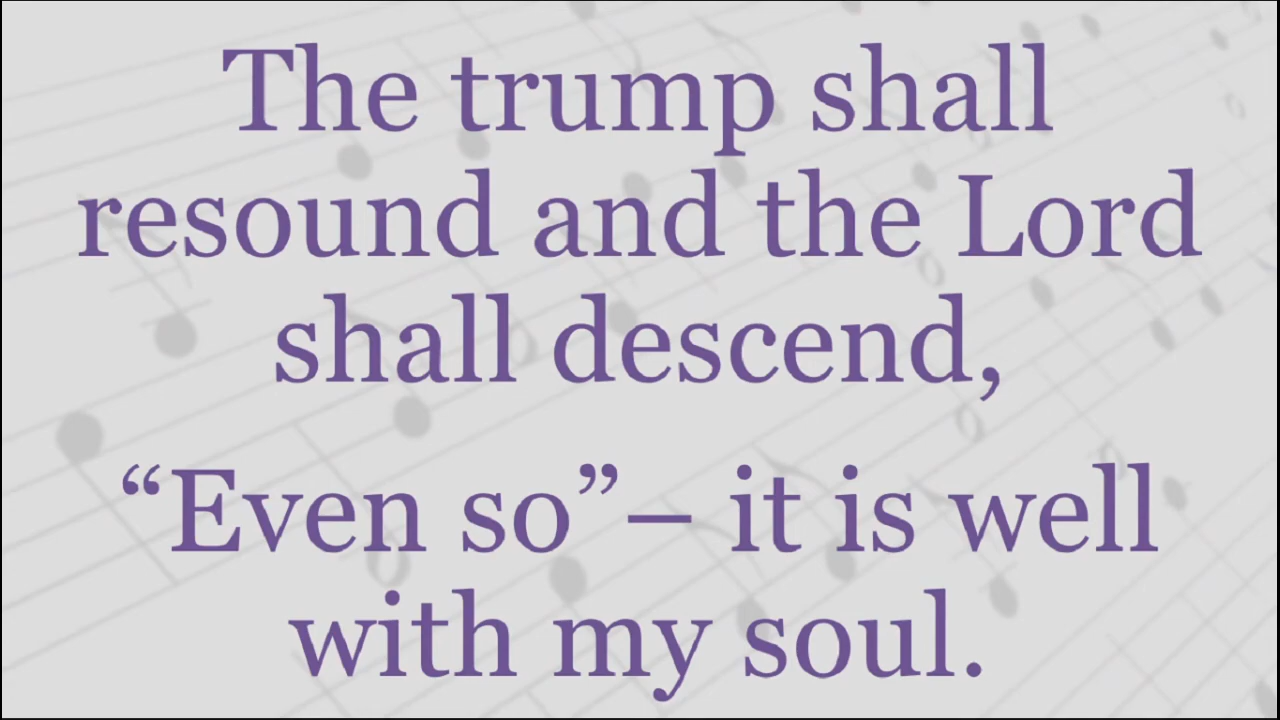 The trump shall
resound and the Lord
shall descend,
“Even so”– it is well
with my soul.